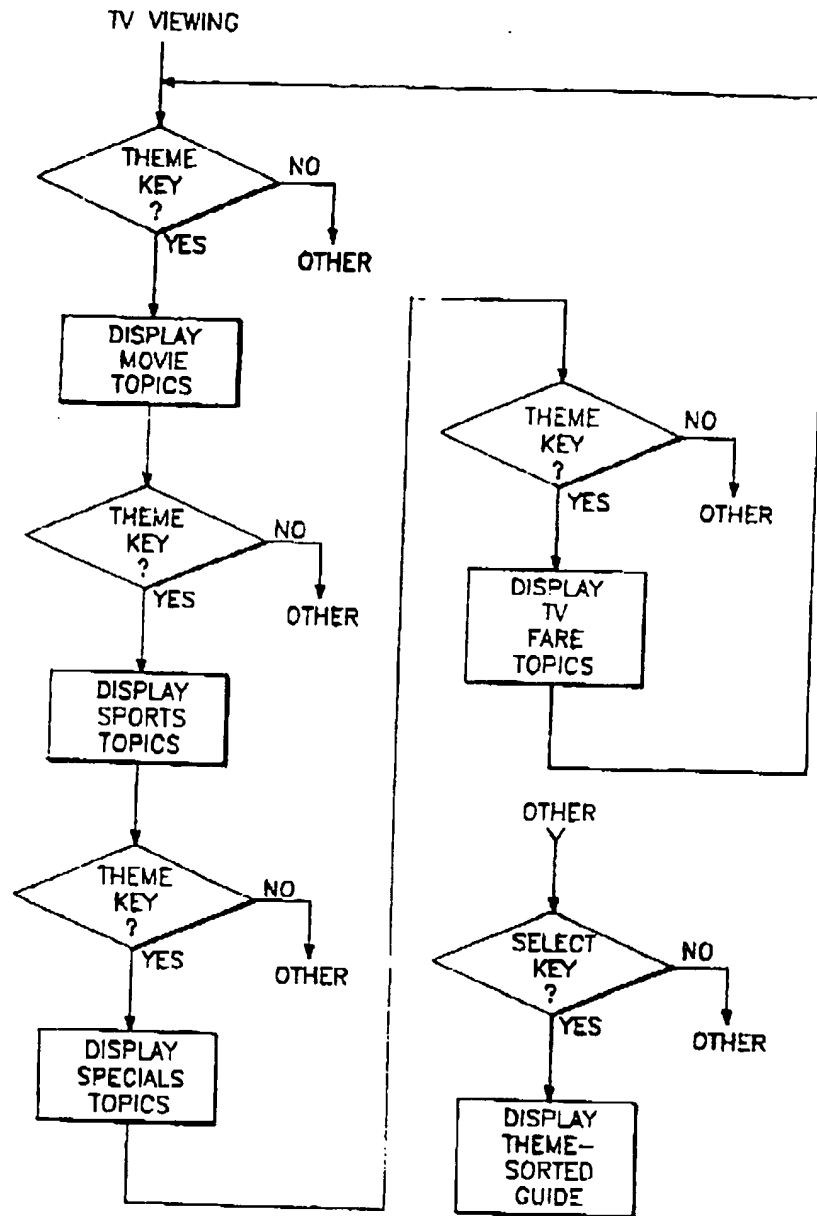 TV VIEWING
THEME
KEY
?
NO
YES
OTHER
DISPLAY
MOVIE
TOPICS
THEME
KEY
?
NO
YES
OTHER
DISPLAY
SPORTS
TOPICS
THEME
KEY
?
NO
YES
OTHER
DISPLAY
SPECIALS
TOPICS
THEME
KEY
?
NO
YES
OTHER
DISPLAY
TV
FARE
TOPICS
OTHER
SELECT
KEY
?
NO
YES
OTHER
DISPLAY
THEME-
SORTED
GUIDE